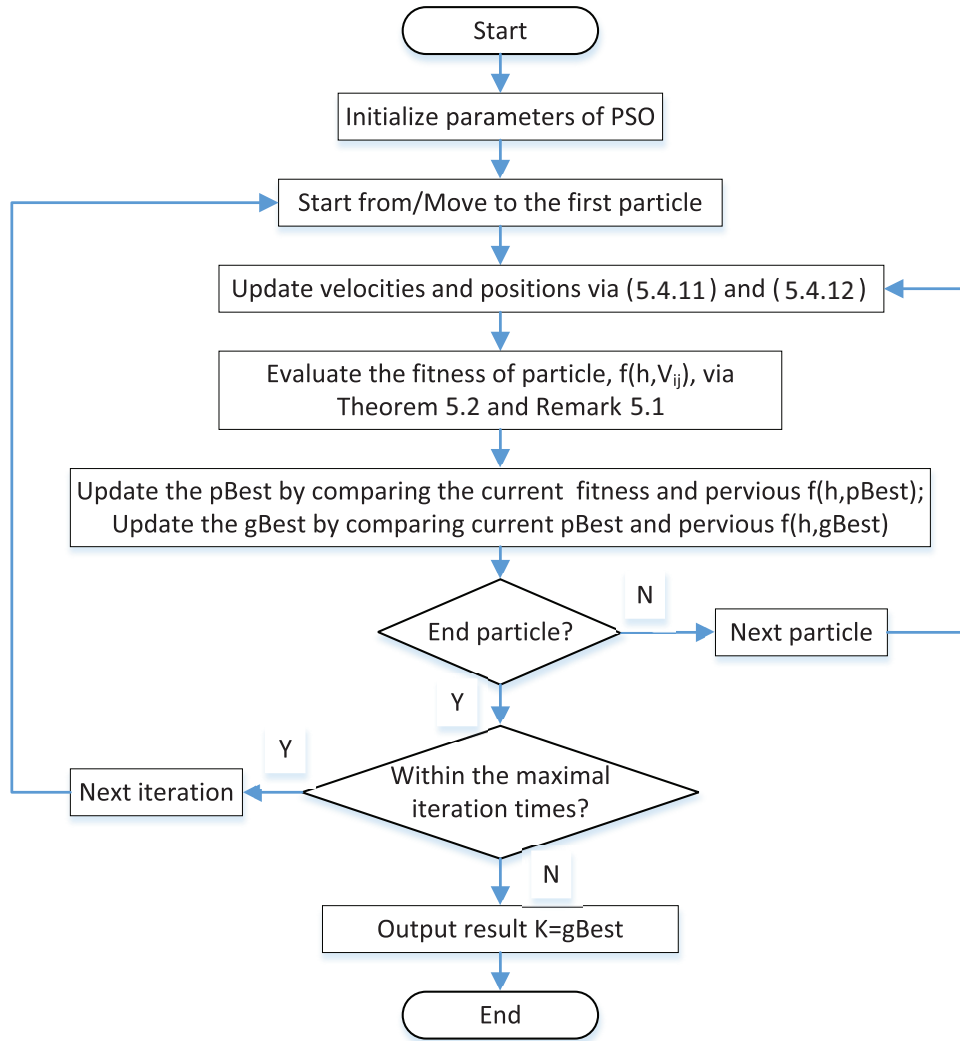 Start
Initialize parameters of PSO
Start from/Move to the first particle
Update velocities and positions via (5.4.11) and (5.4.12)
Evaluate the fitness of particle, f(h,Vij), via
Theorem 5.2 and Remark 5.1
Update the pBest by comparing the current fitness and pervious f(h,pBest);
Update the gBest by comparing current pBest and pervious f(h,gBest)
End particle?
N
Next particle
Y
Within the maximal
iteration times?
Y
Next iteration
N
Output result K=gBest
End